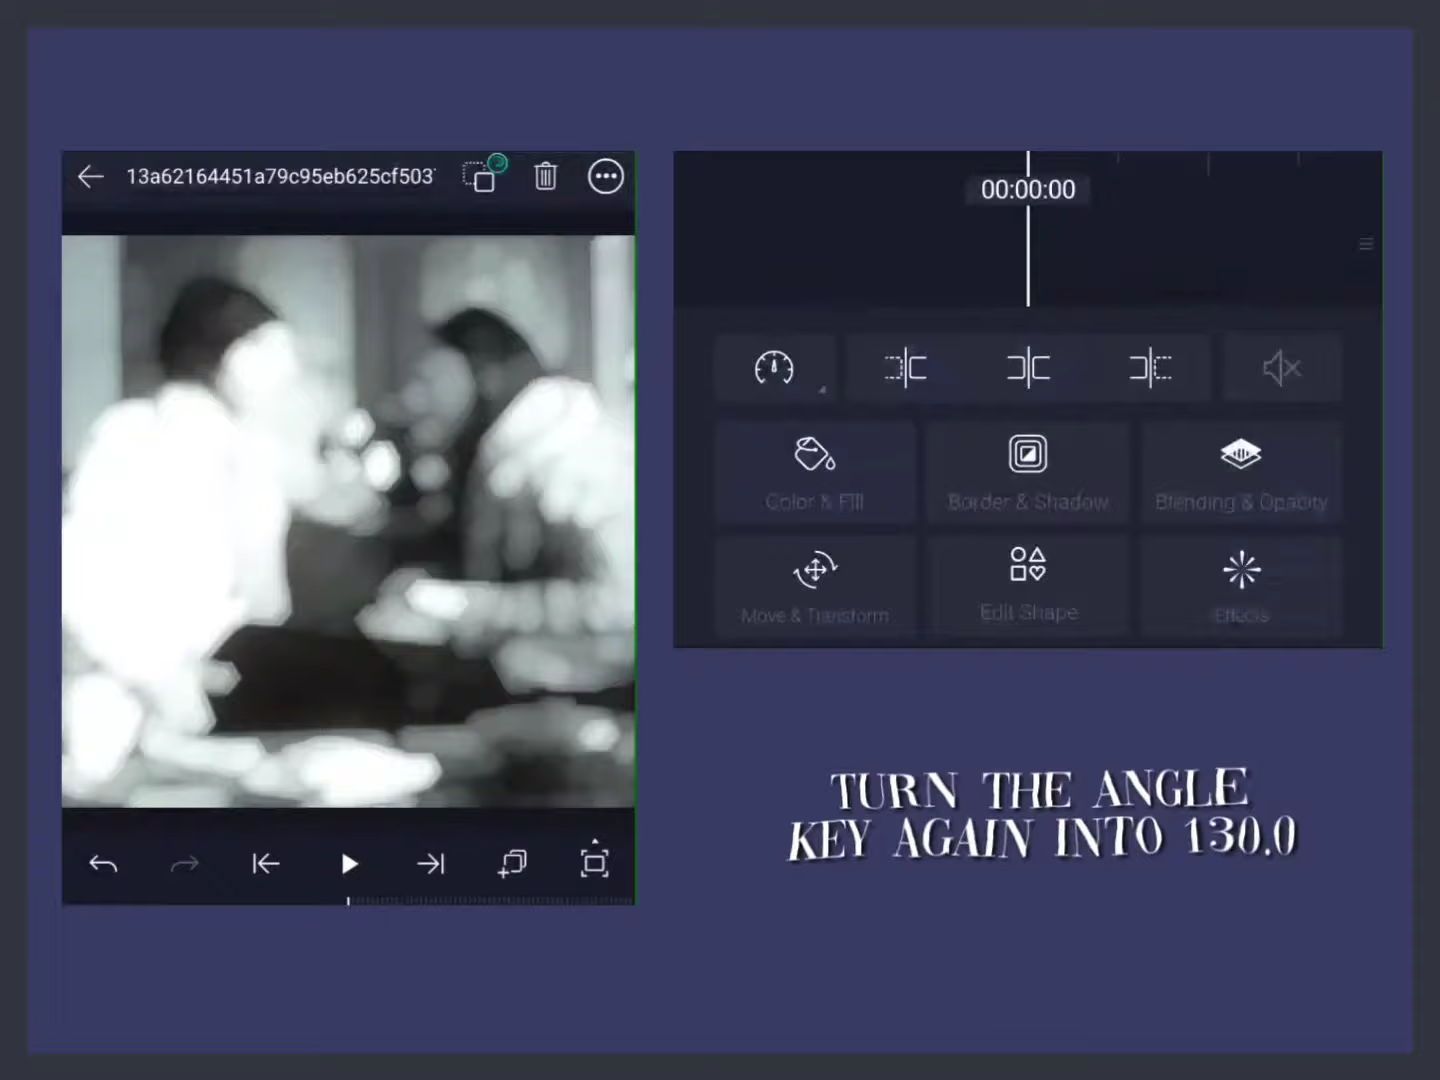 13a62164451a79c95eb625cf503
00:00:00
Color & Fill
Border & Shadow
Blending & Opacity
Move & Transform
Edit Shape
Effects
TURN THE ANGLE
KEY AGAIN INTO 130.0